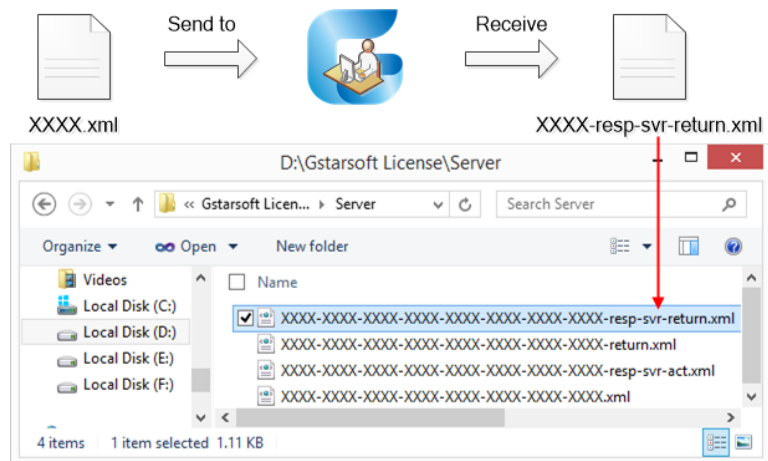 Send to
Receive
XXXX.xml
XXXX-resp-svr-return.xml
D:\Gstarsoft License\Server
« Gstarsoft Licen... ▸ Server
Search Server
Organize
Open
New folder
Videos
Name
Local Disk (C:)
XXXX-XXXX-XXXX-XXXX-XXXX-XXXX-XXXX-XXXX-resp-svr-return.xml
Local Disk (D:)
XXXX-XXXX-XXXX-XXXX-XXXX-XXXX-XXXX-XXXX-return.xml
Local Disk (E:)
XXXX-XXXX-XXXX-XXXX-XXXX-XXXX-XXXX-XXXX-resp-svr-act.xml
Local Disk (F:)
XXXX-XXXX-XXXX-XXXX-XXXX-XXXX-XXXX-XXXX.xml
4 items 1 item selected 1.11 KB